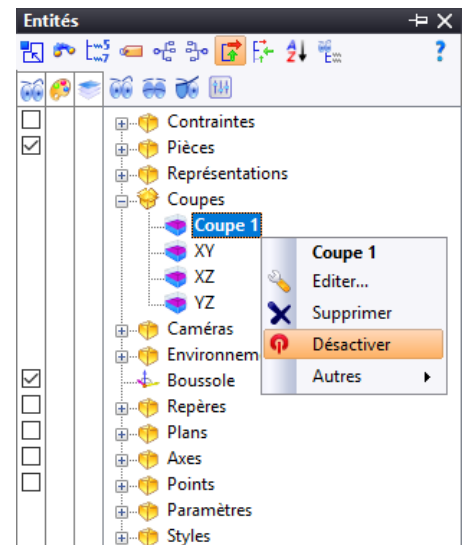 Entités
Contraintes
Pièces
Représentations
Coupes
Coupe 1
XY
Coupe 1
XZ
Editer...
YZ
Supprimer
Caméras
Désactiver
Environnem
Boussole
Autres
Repères
Plans
Axes
Points
Paramètres
Styles